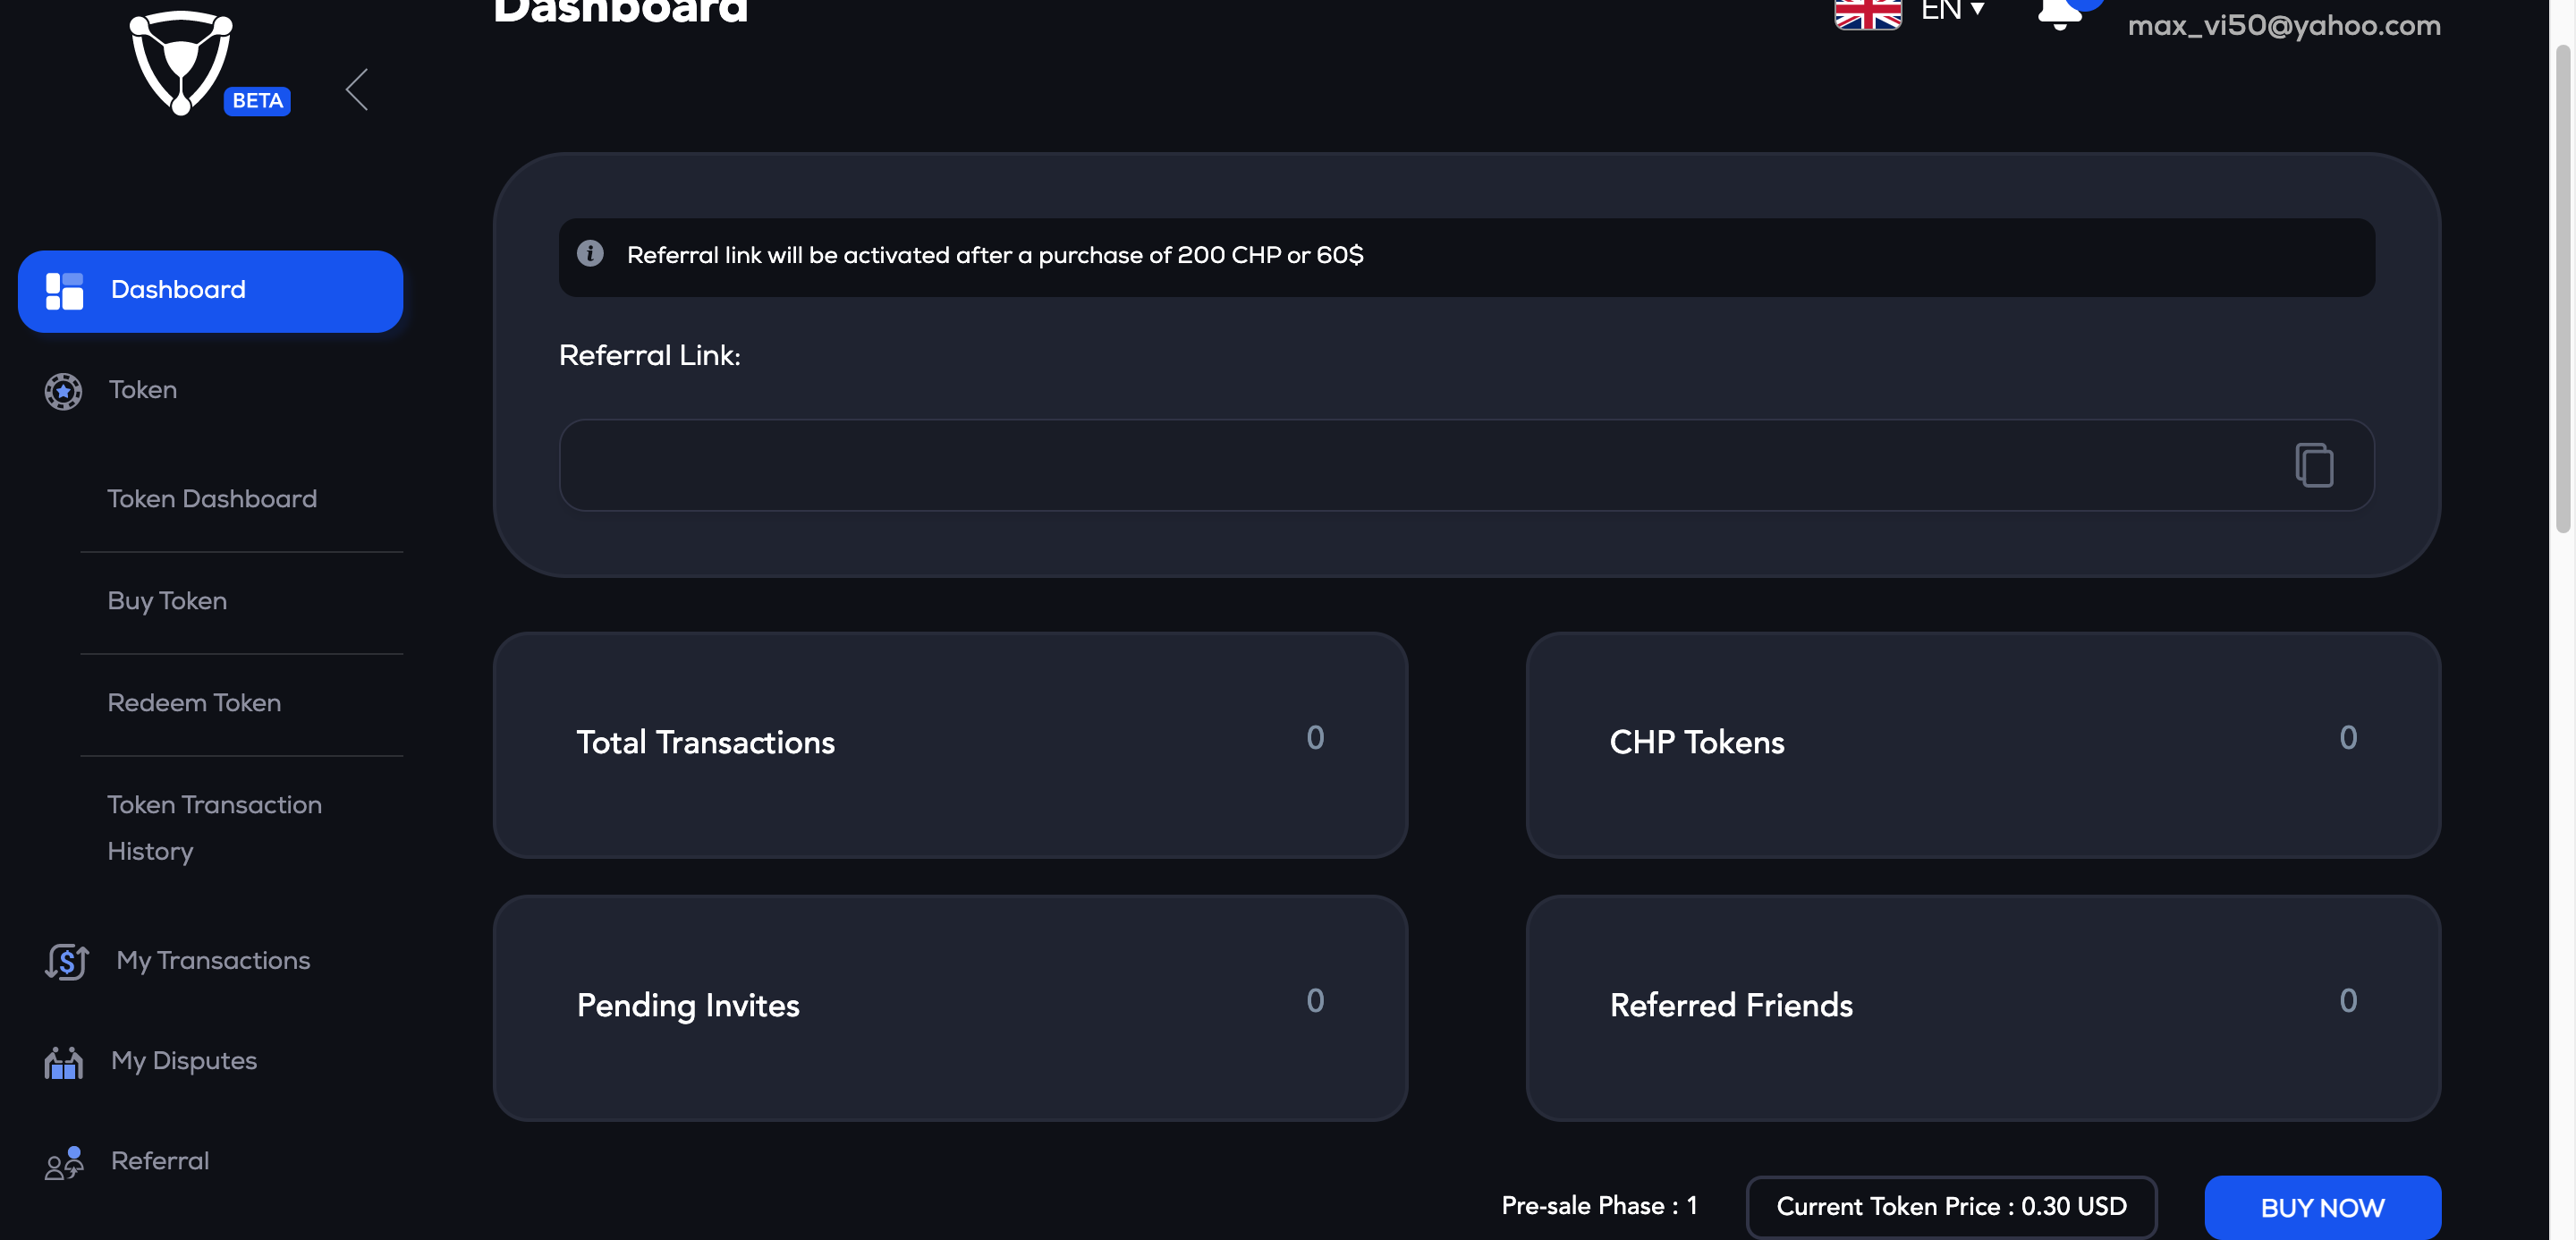 Dashboard
EN
max_vi50@yahoo.com
BETA
Dashboard
Token
Token Dashboard
Buy Token
Redeem Token
Token Transaction
History
My Transactions
My Disputes
Referral
Referral link will be activated after a purchase of 200 CHP or 60$
Referral Link:
Total Transactions 0
CHP Tokens 0
Pending Invites 0
Referred Friends 0
Pre-sale Phase : 1
Current Token Price : 0.30 USD
BUY NOW